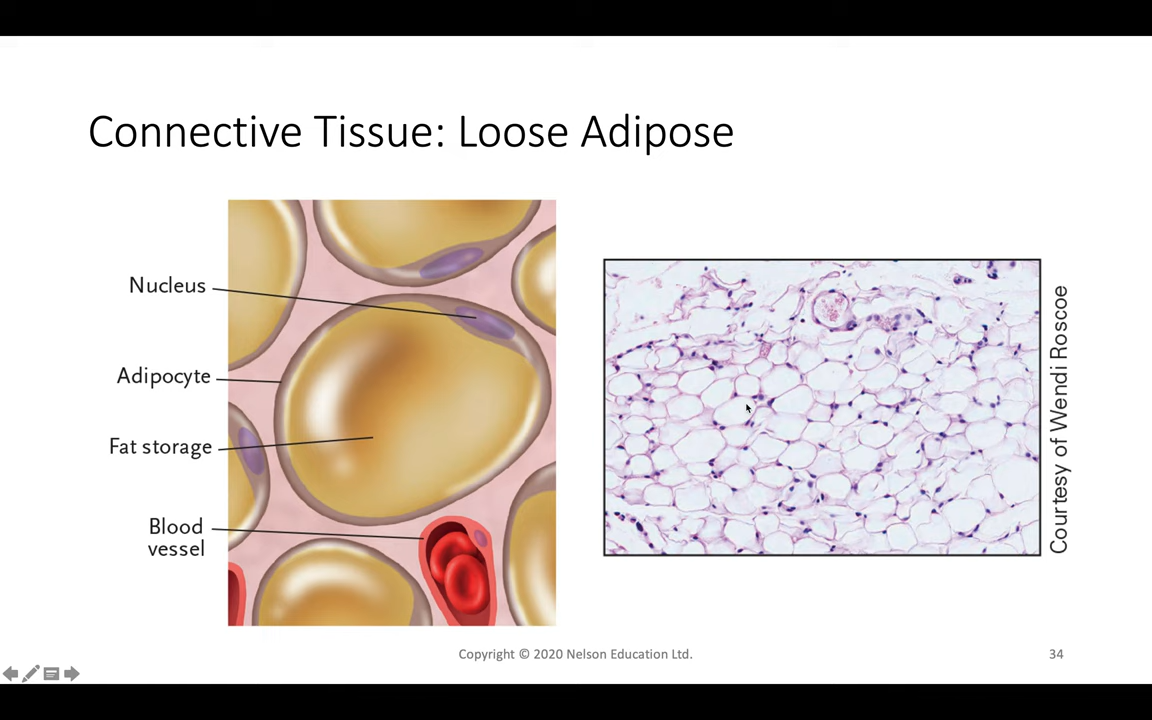 Connective Tissue: Loose Adipose
Nucleus
Adipocyte
Fat storage
Blood
vessel
Courtesy of Wendi Roscoe
Copyright © 2020 Nelson Education Ltd.
34